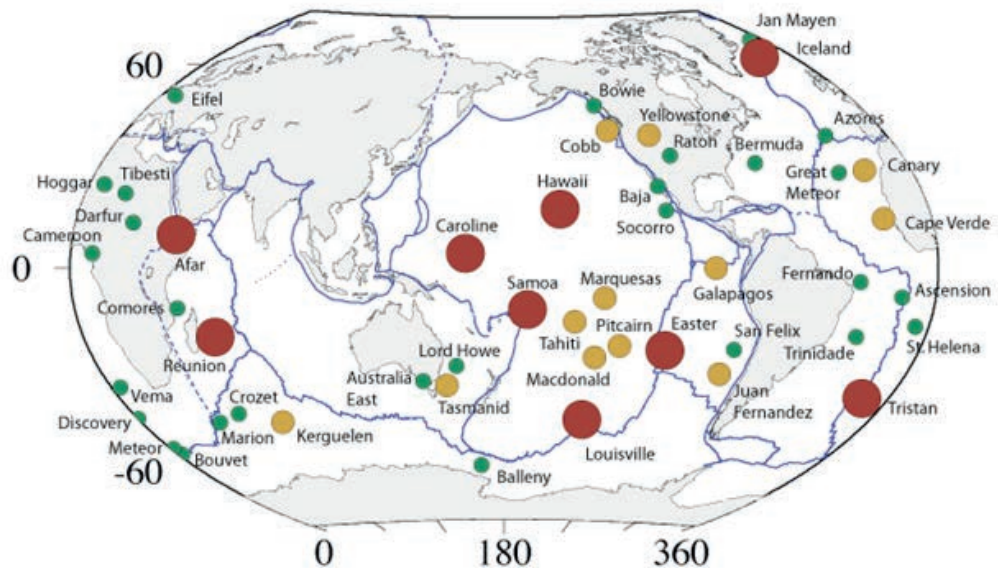 Jan Mayen
Iceland
60
Eifel
Bowie
Yellowstone
Azores
Cobb
Ratoh
Bermuda
Great
Meteor
Canary
Hoggar
Tibesti
Hawaii
Baja
Darfur
Socorro
Cape Verde
Cameroon
Caroline
0
Afar
Samoa
Marquesas
Galapagos
Fernando
Ascension
Comores
Pitcairn
Easter
San Felix
Tahiti
Trinidade
St. Helena
Reunion
Lord Howe
Macdonald
Australia
East
Juan
Fernandez
Vema
Crozet
Tasmanid
Tristan
Discovery
Marion
Kerguelen
Meteor
Bouvet
Louisville
-60
Balleny
0
180
360